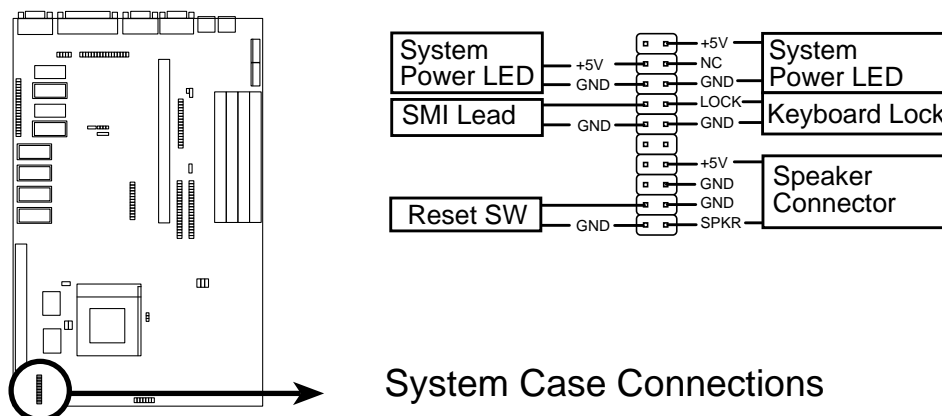 System
Power LED
+5V
GND
SMI Lead
GND
Reset SW
GND
+5V
NC
GND
LOCK
GND
+5V
GND
GND
SPKR
System
Power LED
Keyboard Lock
Speaker
Connector
System Case Connections